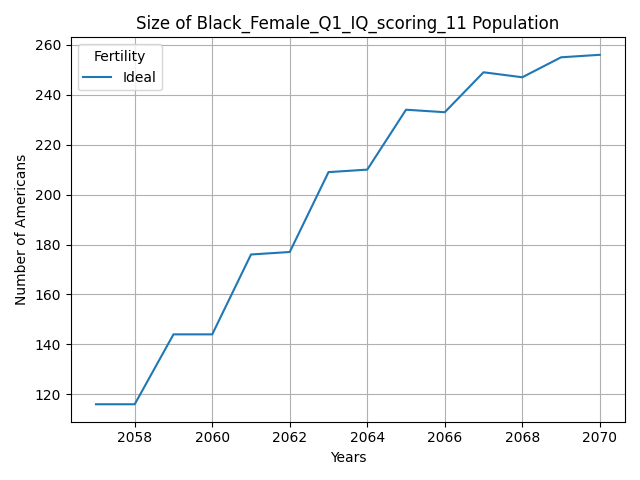 Size of Black_Female_Q1_IQ_scoring_11 Population
Fertility
Ideal
Number of Americans
260
240
220
200
180
160
140
120
2058 2060 2062 2064 2066 2068 2070
Years